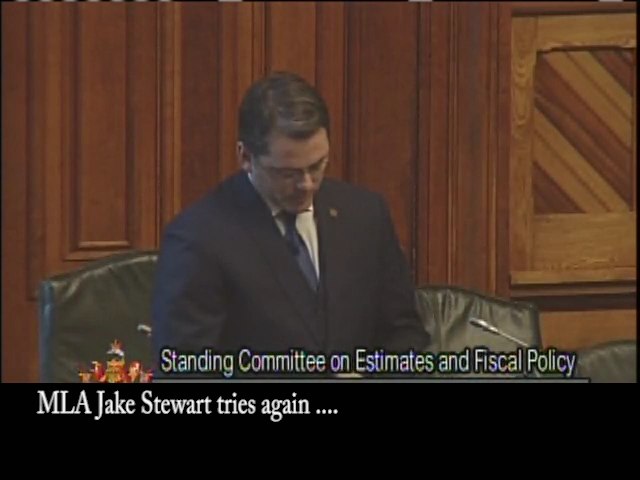 Standing Committee on Estimates and Fiscal Policy
MLA Jake Stewart tries again ....